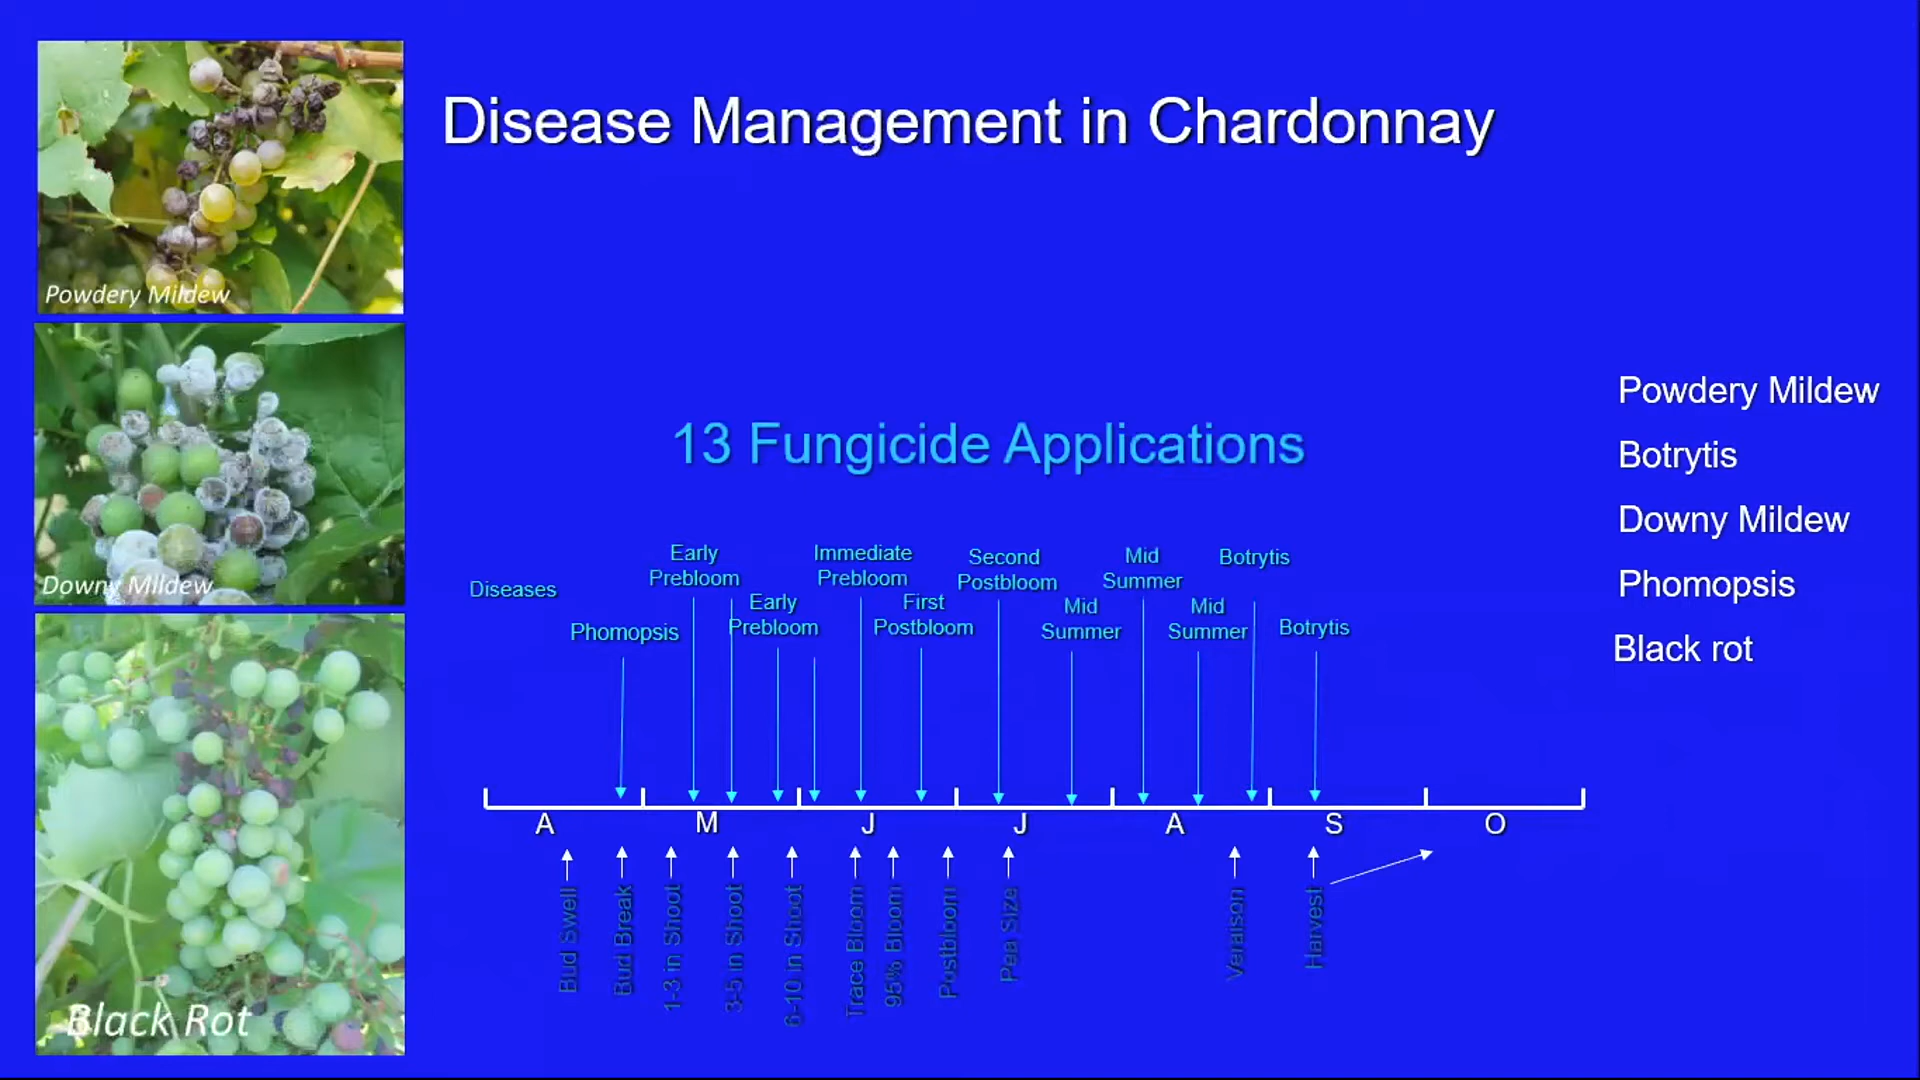 Disease Management in Chardonnay
Powdery Mildew
Downy Mildew
Black Rot
13 Fungicide Applications
Powdery Mildew
Botrytis
Downy Mildew
Phomopsis
Black rot
Diseases
Phomopsis
Early
Prebloom
Early
Prebloom
Immediate
Prebloom
First
Postbloom
Second
Postbloom
Mid
Summer
Mid
Summer
Mid
Summer
Botrytis
Botrytis
A M J J A S O
Bud Swell
Bud Break
1-3 in Shoot
3-5 in Shoot
6-10 in Shoot
Trace Bloom
95% Bloom
Postbloom
Pea Size
Veraison
Harvest